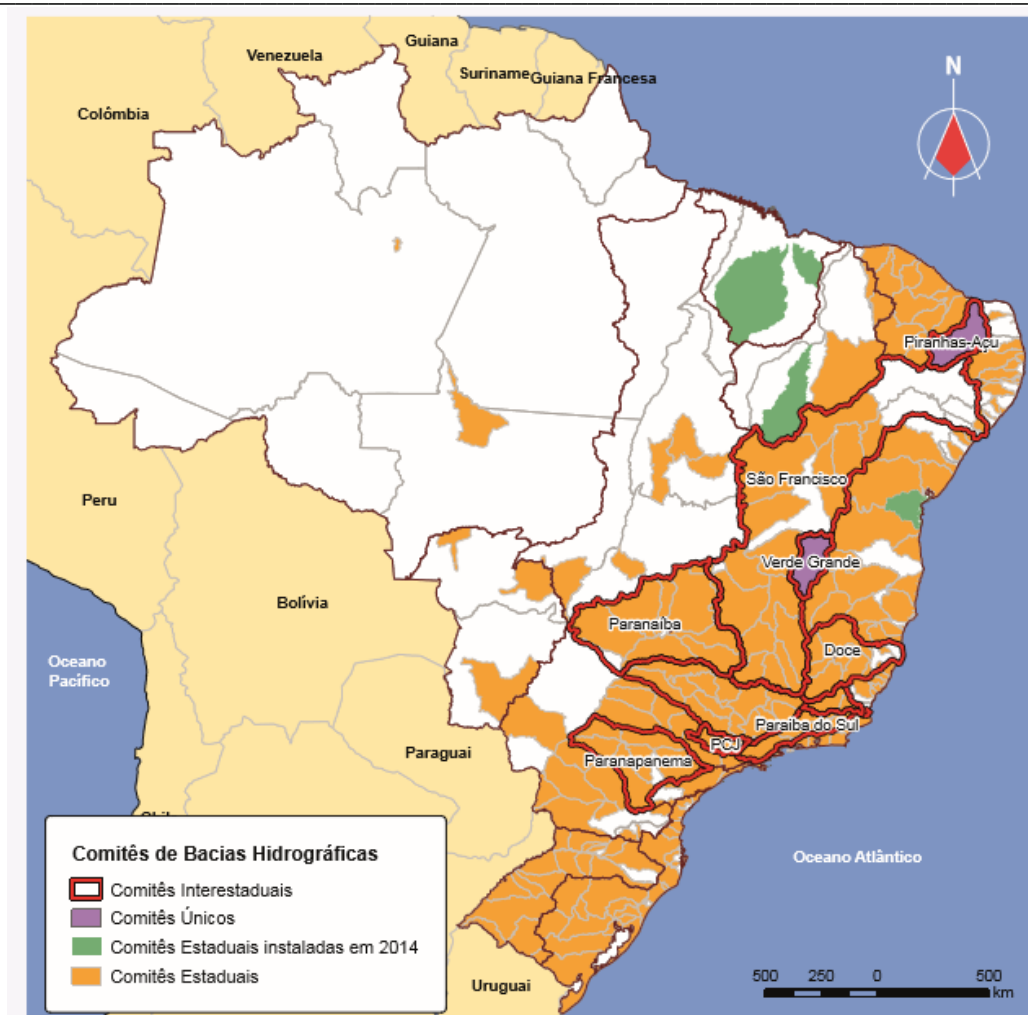 Guiana
Venezuela
Suriname
Guiana Francesa
N
Colômbia
Piranhas-Açu
São Francisco
Peru
Verde Grande
Bolívia
Paranaíba
Doce
Oceano
Pacífico
Paraiba do Sul
PCJ
Paraguai
Paranapanema
Oceano Atlântico
Comitês de Bacias Hidrográficas
Comitês Interestaduais
Comitês Únicos
Comitês Estaduais instaladas em 2014
Comitês Estaduais
Uruguai
500 250 0 500
km